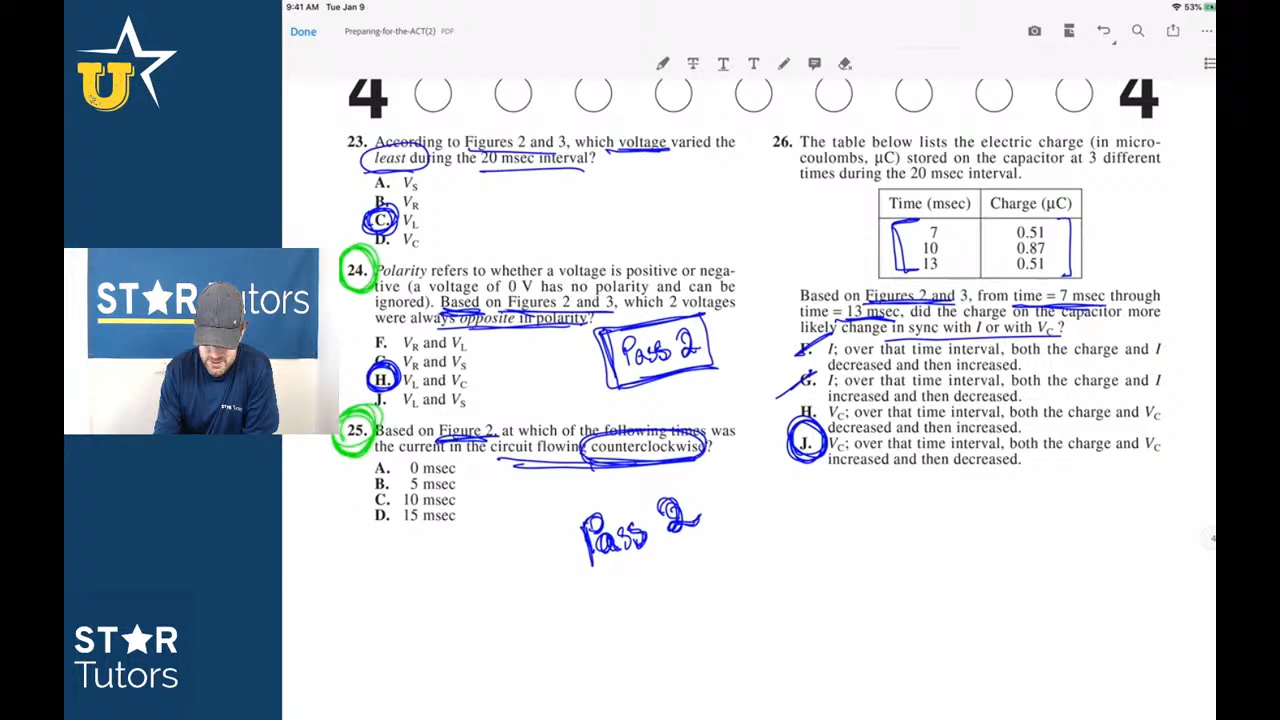 9:41 AM Tue Jan 9
53%
Done
Preparing-for-the-ACT(2) PDF
U
4
4
23. According to Figures 2 and 3, which voltage varied the
least during the 20 msec interval?
A. VS
B. VR
C. VL
D. VC
24. Polarity refers to whether a voltage is positive or nega-
tive (a voltage of 0 V has no polarity and can be
ignored). Based on Figures 2 and 3, which 2 voltages
were always opposite in polarity?
F. VR and VL
G. VR and VS
H. VL and VC
J. VL and VS
Pass 2
25. Based on Figure 2, at which of the following times was
the current in the circuit flowing counterclockwise?
A. 0 msec
B. 5 msec
C. 10 msec
D. 15 msec
Pass 2
26. The table below lists the electric charge (in micro-
coulombs, μC) stored on the capacitor at 3 different
times during the 20 msec interval.
Time (msec) Charge (μC)
7 0.51
10 0.87
13 0.51
Based on Figures 2 and 3, from time = 7 msec through
time = 13 msec, did the charge on the capacitor more
likely change in sync with I or with VC ?
F. I; over that time interval, both the charge and I
decreased and then increased.
G. I; over that time interval, both the charge and I
increased and then decreased.
H. VC; over that time interval, both the charge and VC
decreased and then increased.
J. VC; over that time interval, both the charge and VC
increased and then decreased.
4
STAR Tutors
STAR
Tutors